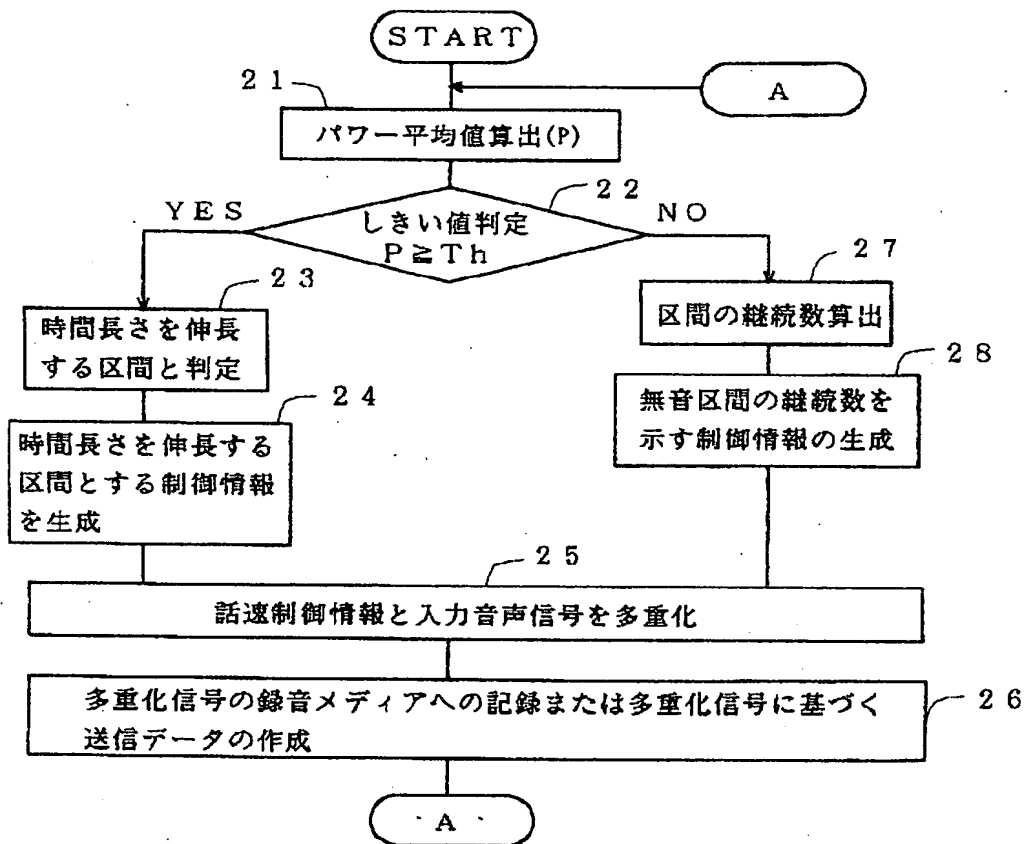 START
A
21
パワー平均値算出(P)
22
YES
しきい値判定
P≧Th
NO
23
時間長さを伸長
する区間と判定
27
区間の継続数算出
24
時間長さを伸長する
区間とする制御情報
を生成
28
無音区間の継続数を
示す制御情報の生成
25
話速制御情報と入力音声信号を多重化
26
多重化信号の録音メディアへの記録または多重化信号に基づく
送信データの作成
A